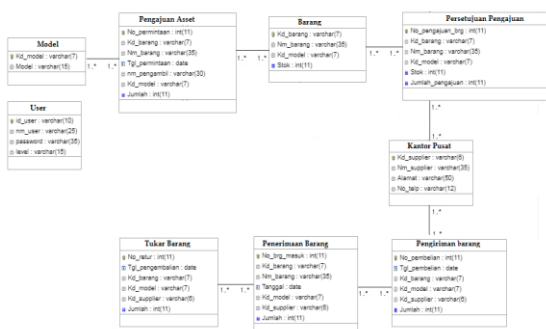 Model
Kd_model : varchar(7)
Model : varchar(15)
1..*
1..*
Pengajuan Asset
No_permintaan : int(11)
Kd_barang : varchar(7)
Nm_barang : varchar(35)
Tgl_permintaan : date
nm_pengambil : varchar(30)
Kd_model : varchar(7)
Jumlah : int(11)
1..*
1..*
Barang
Kd_barang : varchar(7)
Nm_barang : varchar(35)
Kd_model : varchar(7)
Stok : int(11)
1..*
1..*
Persetujuan Pengajuan
No_pengajuan_brg : int(11)
Kd_barang : varchar(7)
Nm_barang : varchar(35)
Kd_model : varchar(7)
Stok : int(11)
Jumlah_pengajuan : int(11)
1..*
User
id_user : varchar(10)
nm_user : varchar(25)
password : varchar(35)
level : varchar(15)
1..*
Kantor Pusat
Kd_supplier : varchar(6)
Nm_supplier : varchar(35)
Alamat : varchar(50)
No_telp : varchar(12)
1..*
1..*
Tukar Barang
No_retur : int(11)
Tgl_pengembalian : date
Kd_barang : varchar(7)
Kd_model : varchar(7)
Kd_supplier : varchar(6)
Jumlah : int(11)
1..*
1..*
Penerimaan Barang
No_brg_masuk : int(11)
Kd_barang : varchar(7)
Nm_barang : varchar(35)
Tanggal : date
Kd_model : varchar(7)
Kd_supplier : varchar(6)
Jumlah : int(11)
1..*
1..*
Pengiriman barang
No_pembelian : int(11)
Tgl_pembelian : date
Kd_barang : varchar(7)
Kd_model : varchar(7)
Kd_supplier : varchar(6)
Jumlah : int(11)